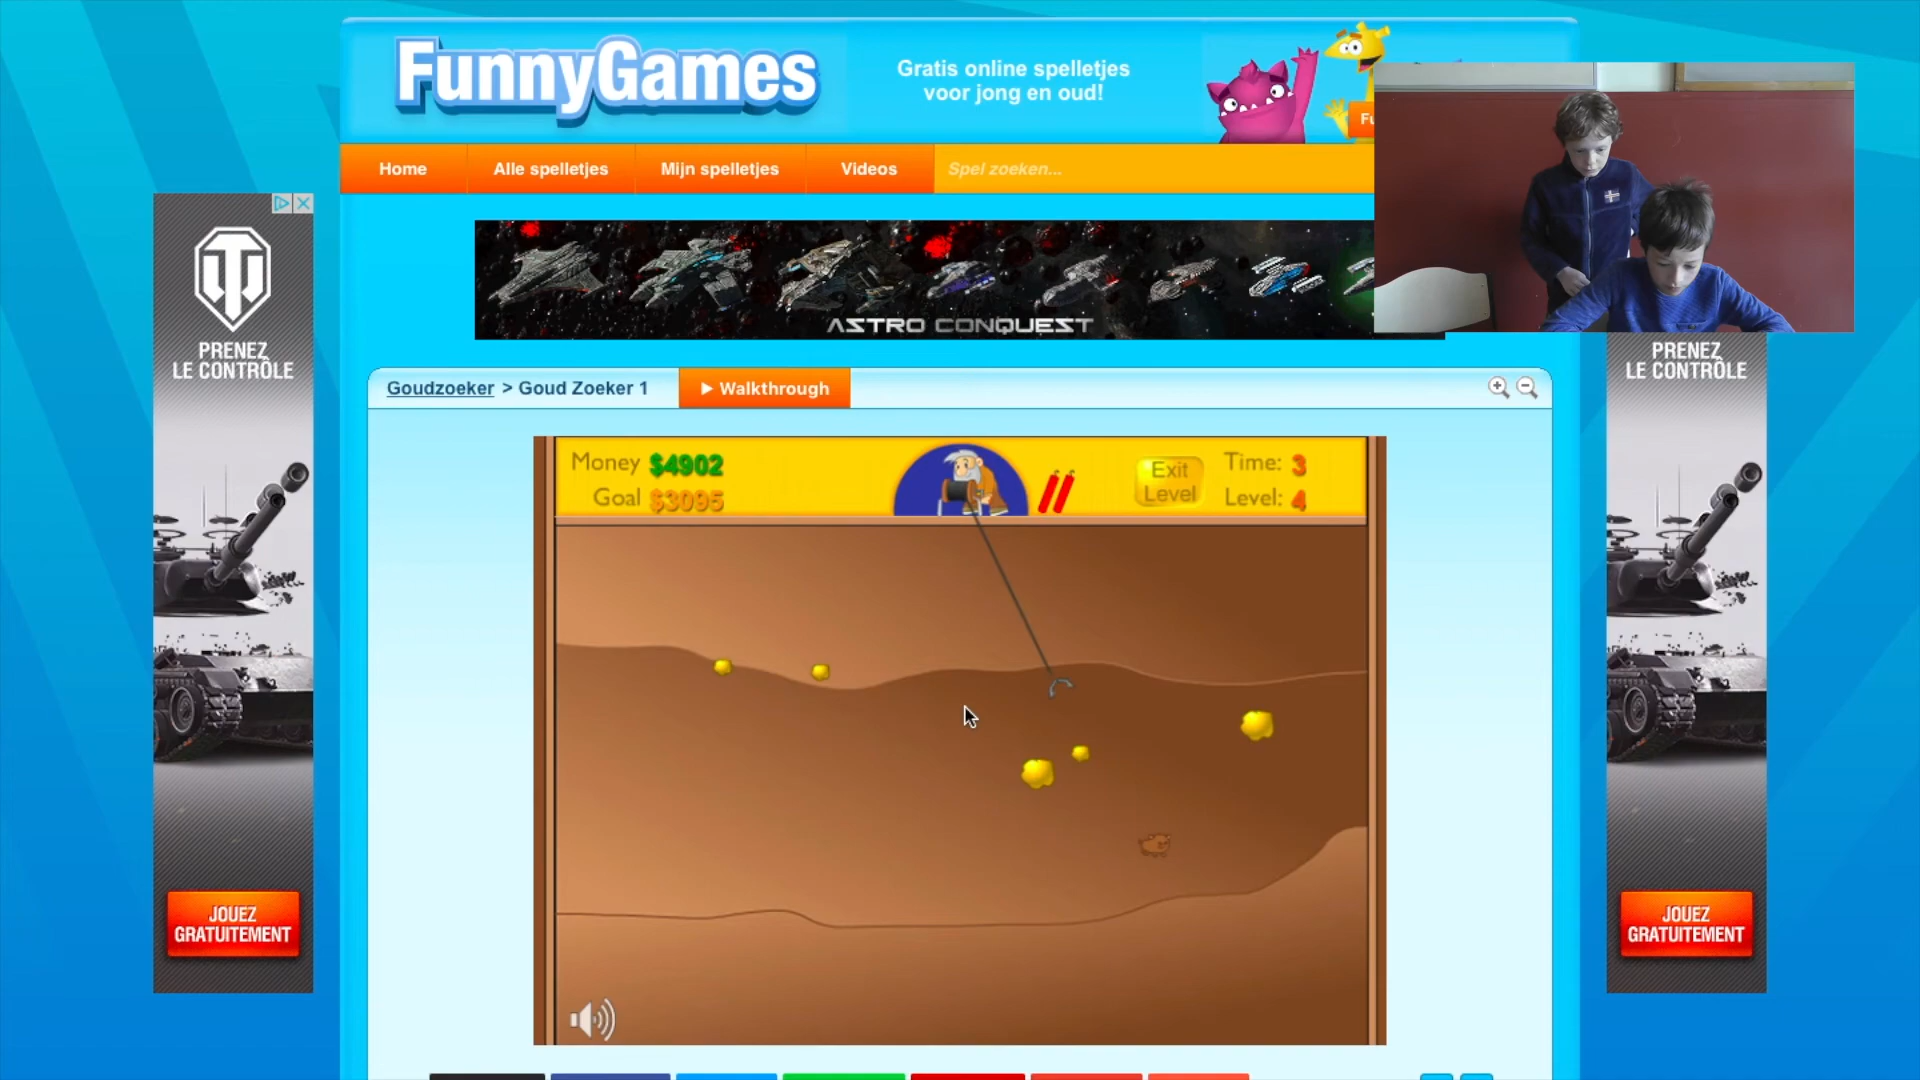 FunnyGames
Gratis online spelletjes
voor jong en oud!
Home
Alle spelletjes
Mijn spelletjes
Videos
Spel zoeken...
ASTRO CONQUEST
PRENEZ
LE CONTRÔLE
PRENEZ
LE CONTRÔLE
Goudzoeker > Goud Zoeker 1
Walkthrough
Money $4902
Goal $3095
Exit
Level
Time: 3
Level: 4
JOUEZ
GRATUITEMENT
JOUEZ
GRATUITEMENT